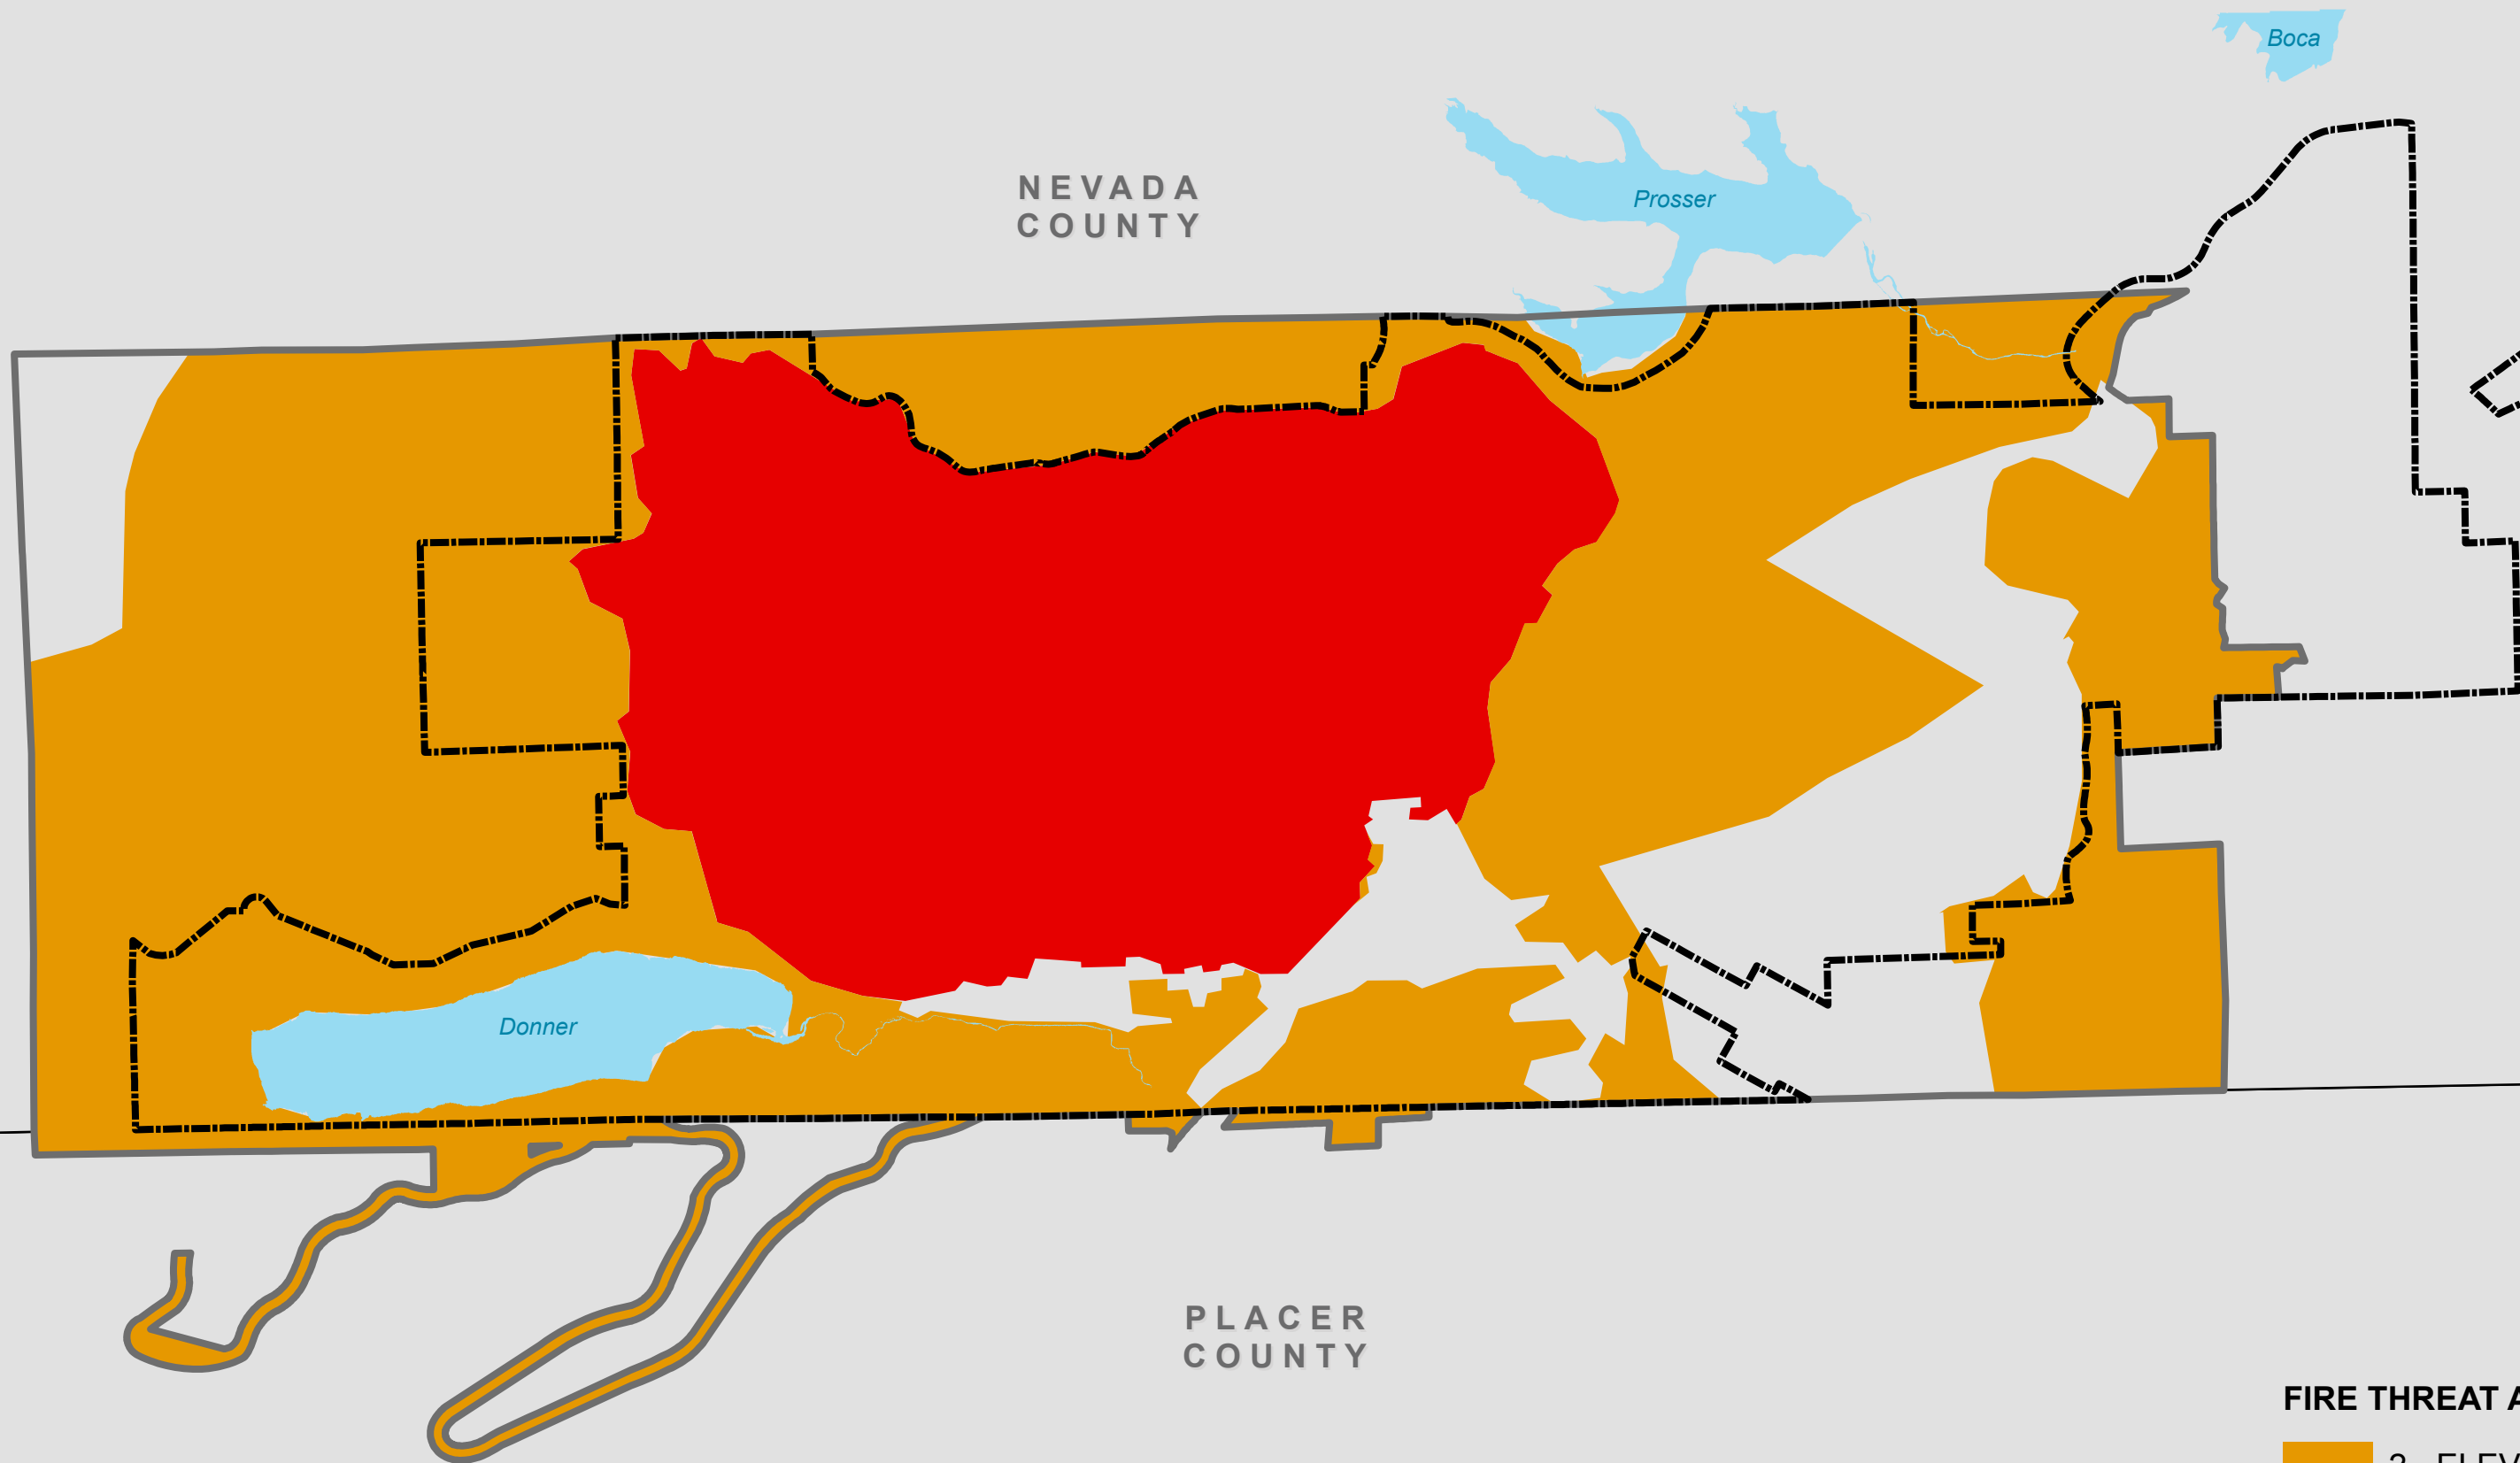 Boca
NEVADA
COUNTY
Prosser
Donner
PLACER
COUNTY
FIRE THREAT